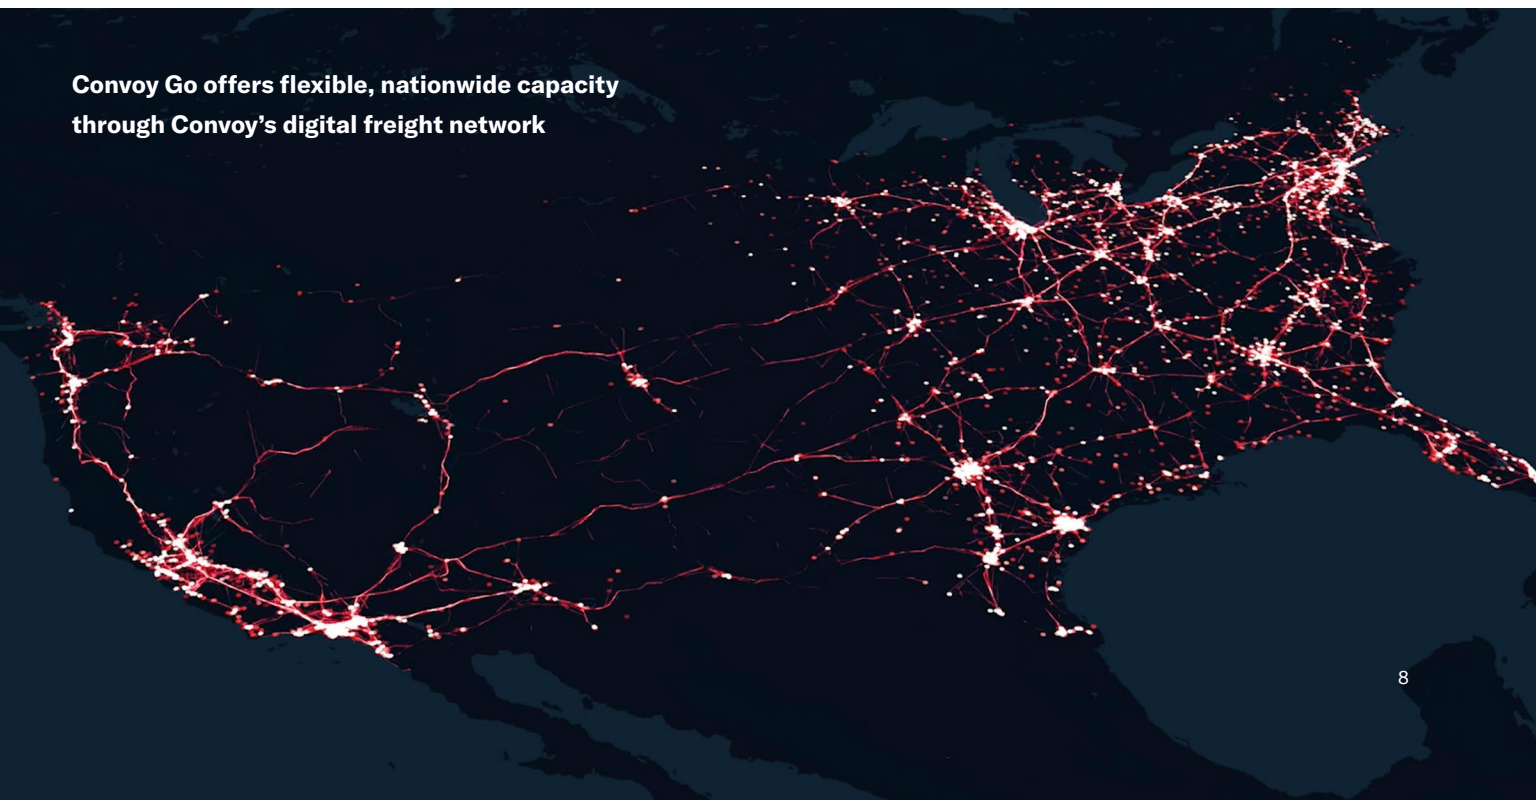 Convoy Go offers flexible, nationwide capacity
through Convoy’s digital freight network
8